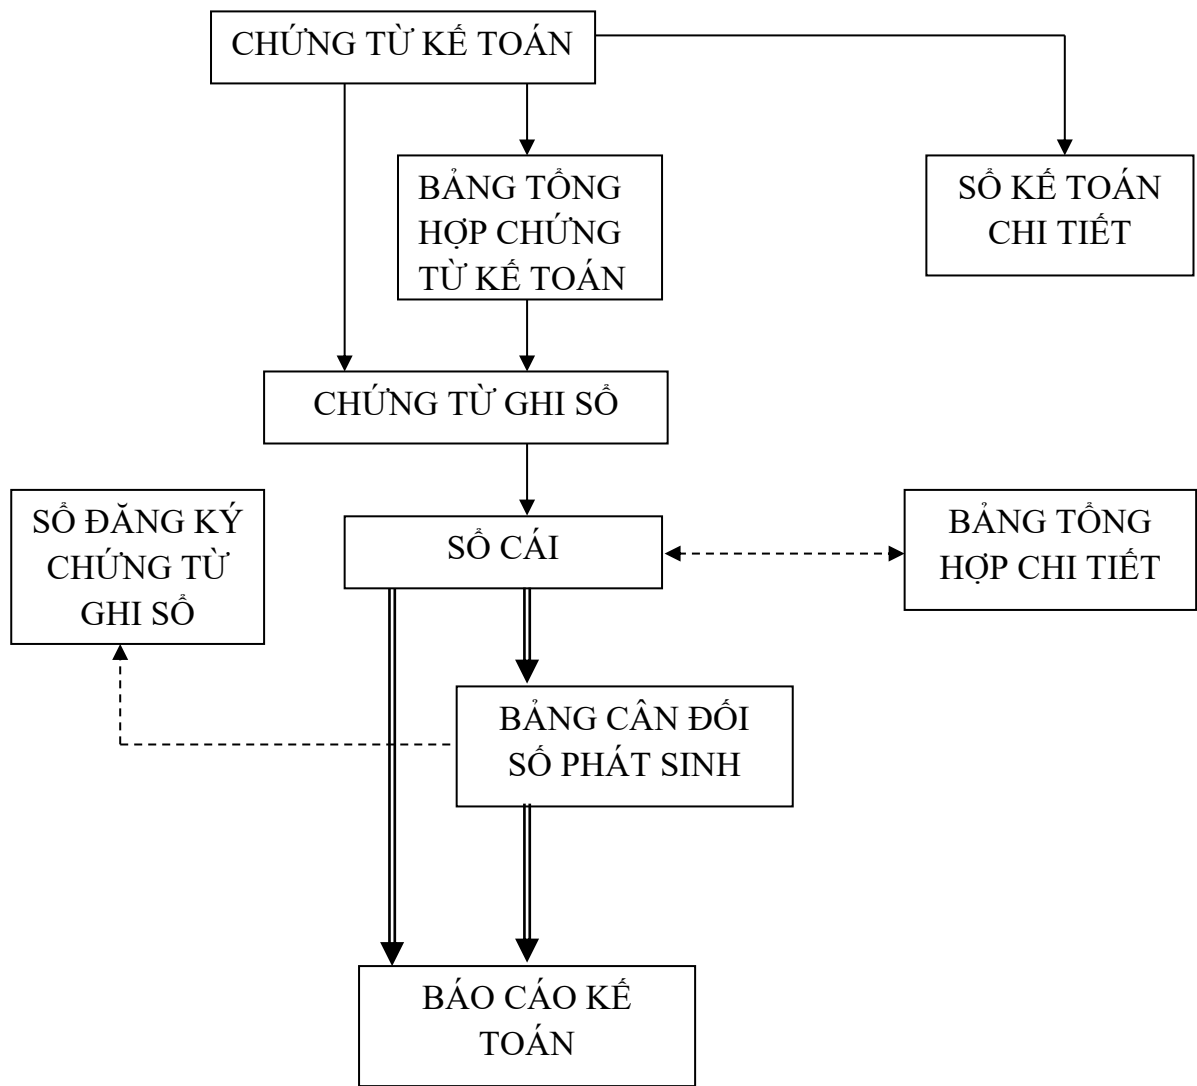 CHỨNG TỪ KẾ TOÁN
BẢNG TỔNG
HỢP CHỨNG
TỪ KẾ TOÁN
SỔ KẾ TOÁN
CHI TIẾT
CHỨNG TỪ GHI SỔ
SỔ ĐĂNG KÝ
CHỨNG TỪ
GHI SỔ
SỔ CÁI
BẢNG TỔNG
HỢP CHI TIẾT
BẢNG CÂN ĐỐI
SỐ PHÁT SINH
BÁO CÁO KẾ
TOÁN